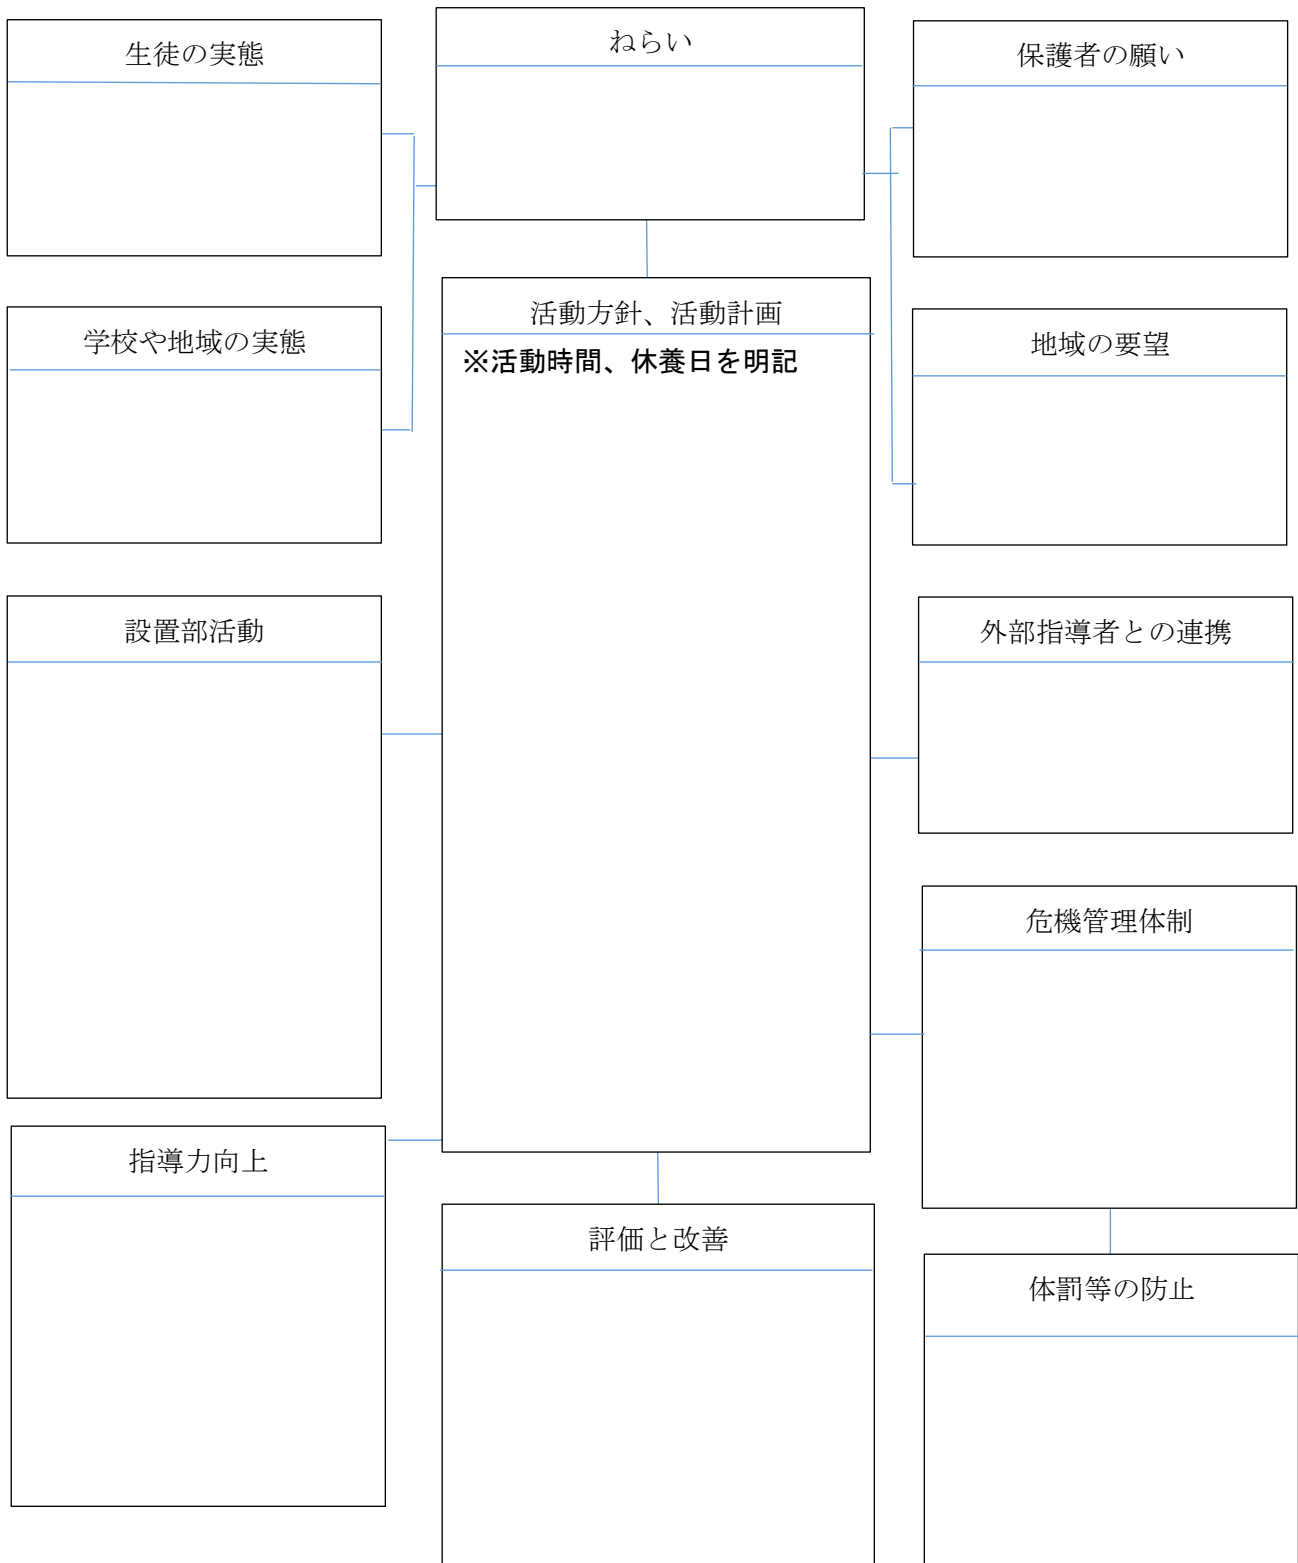 生徒の実態
ねらい
保護者の願い
学校や地域の実態
活動方針、活動計画
※活動時間、休養日を明記
地域の要望
設置部活動
外部指導者との連携
危機管理体制
指導力向上
評価と改善
体罰等の防止